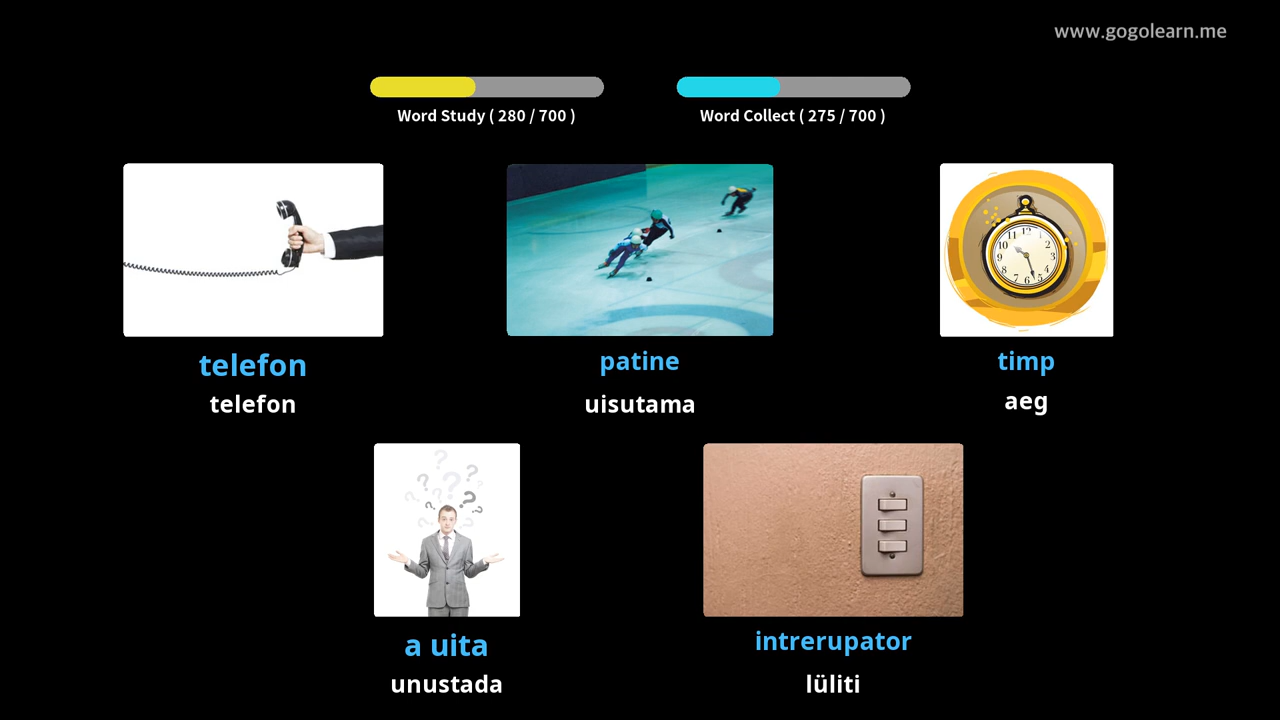 www.gogolearn.me
Word Study ( 280 / 700 )
Word Collect ( 275 / 700 )
telefon
telefon
patine
uisutama
timp
aeg
a uita
unustada
intrerupator
lüliti